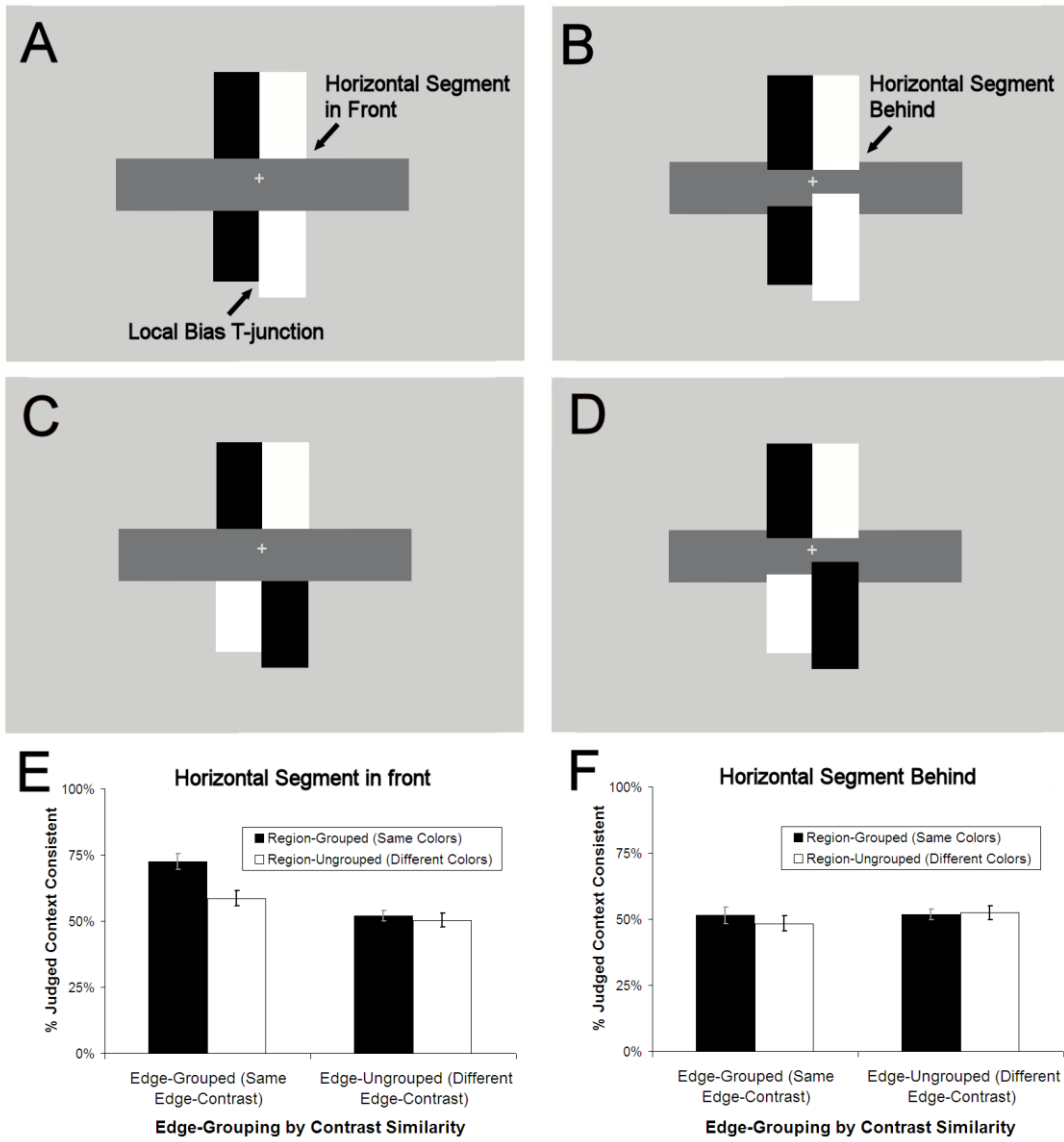 A
Horizontal Segment
in Front
Local Bias T-junction
B
Horizontal Segment
Behind
C
D
E
Horizontal Segment in front
100%
75%
50%
25%
0%
% Judged Context Consistent
Region-Grouped (Same Colors)
Region-Ungrouped (Different Colors)
Edge-Grouped (Same
Edge-Contrast)
Edge-Ungrouped (Different
Edge-Contrast)
Edge-Grouping by Contrast Similarity
F
Horizontal Segment Behind
100%
75%
50%
25%
0%
% Judged Context Consistent
Region-Grouped (Same Colors)
Region-Ungrouped (Different Colors)
Edge-Grouped (Same
Edge-Contrast)
Edge-Ungrouped (Different
Edge-Contrast)
Edge-Grouping by Contrast Similarity